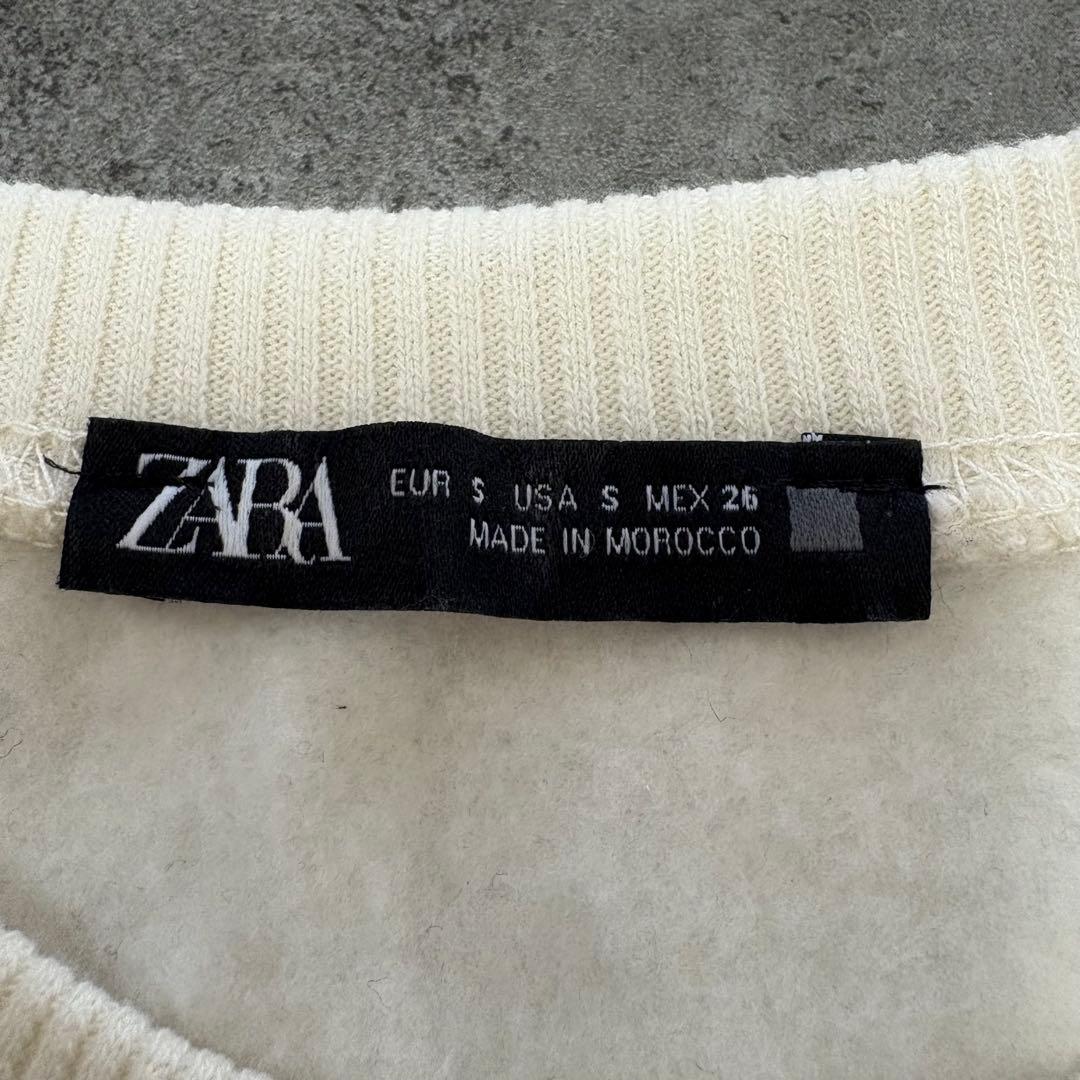 ZARA
EUR S USA S MEX 26
MADE IN MOROCCO